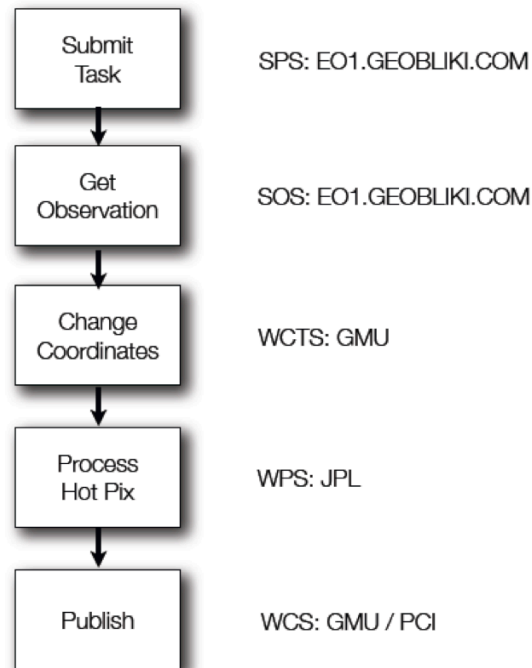 Submit
Task
SPS: EO1.GEOBLIKI.COM
Get
Observation
SOS: EO1.GEOBLIKI.COM
Change
Coordinates
WCTS: GMU
Process
Hot Pix
WPS: JPL
Publish
WCS: GMU / PCI